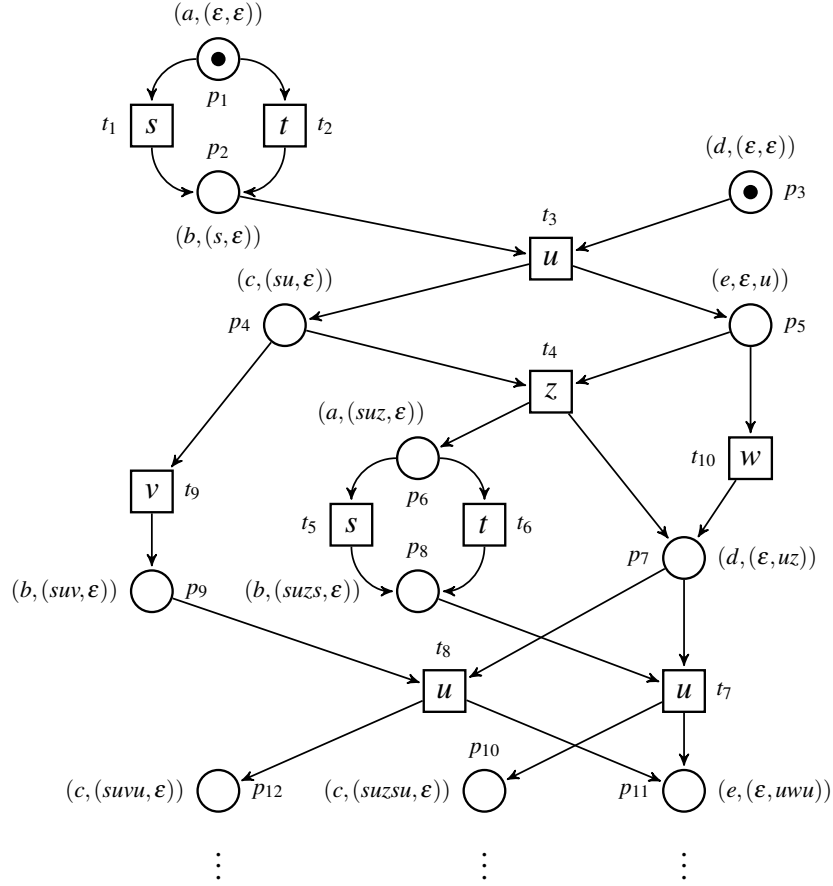 (a,(ε,ε))
p1
t1 s t t2
p2
(b,(s,ε))
(d,(ε,ε))
p3
t3
u
(c,(su,ε))
p4
(e,ε,u))
p5
t4
z
(a,(suz,ε))
p6
t10 w
v t9
t5 s t t6
p8
p7 (d,(ε,uz))
(b,(suv,ε)) p9
(b,(suzs,ε))
t8
u
u t7
p10
(c,(suvu,ε)) p12
(c,(suzsu,ε))
p11 (e,(ε,uwu))
⋮ ⋮ ⋮